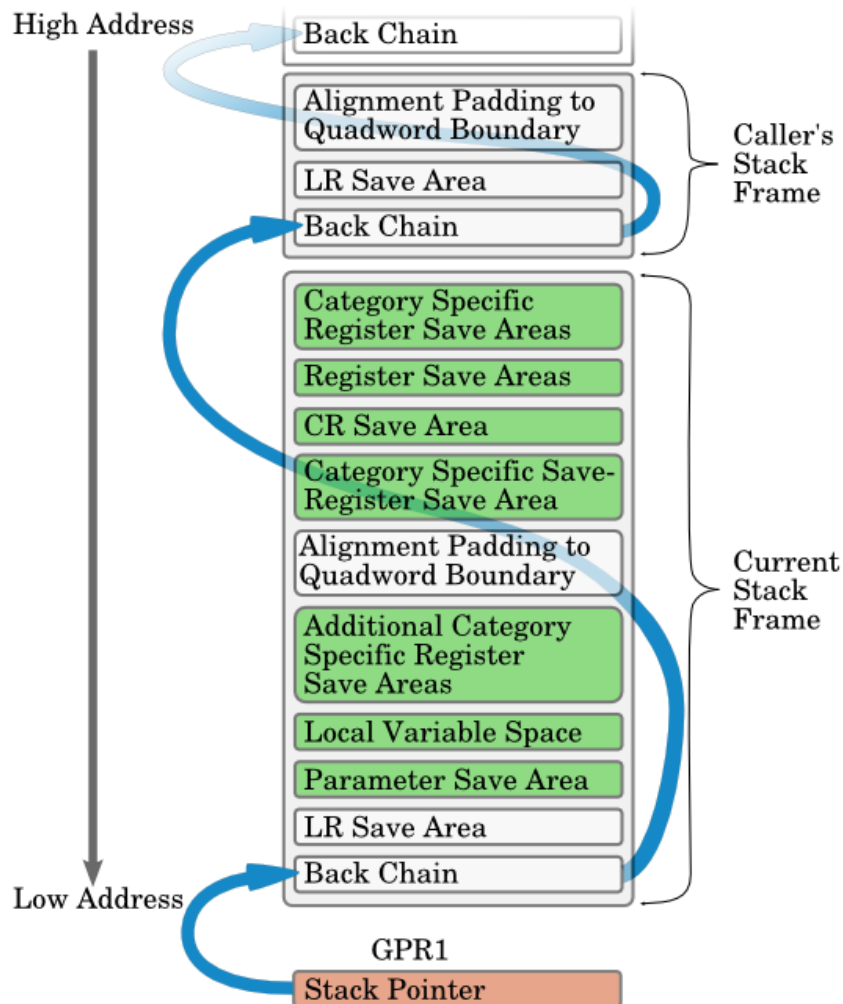 High Address
Back Chain
Alignment Padding to
Quadword Boundary
LR Save Area
Back Chain
Caller's
Stack
Frame
Category Specific
Register Save Areas
Register Save Areas
CR Save Area
Category Specific Save-
Register Save Area
Alignment Padding to
Quadword Boundary
Additional Category
Specific Register
Save Areas
Local Variable Space
Parameter Save Area
LR Save Area
Back Chain
Current
Stack
Frame
Low Address
GPR1
Stack Pointer